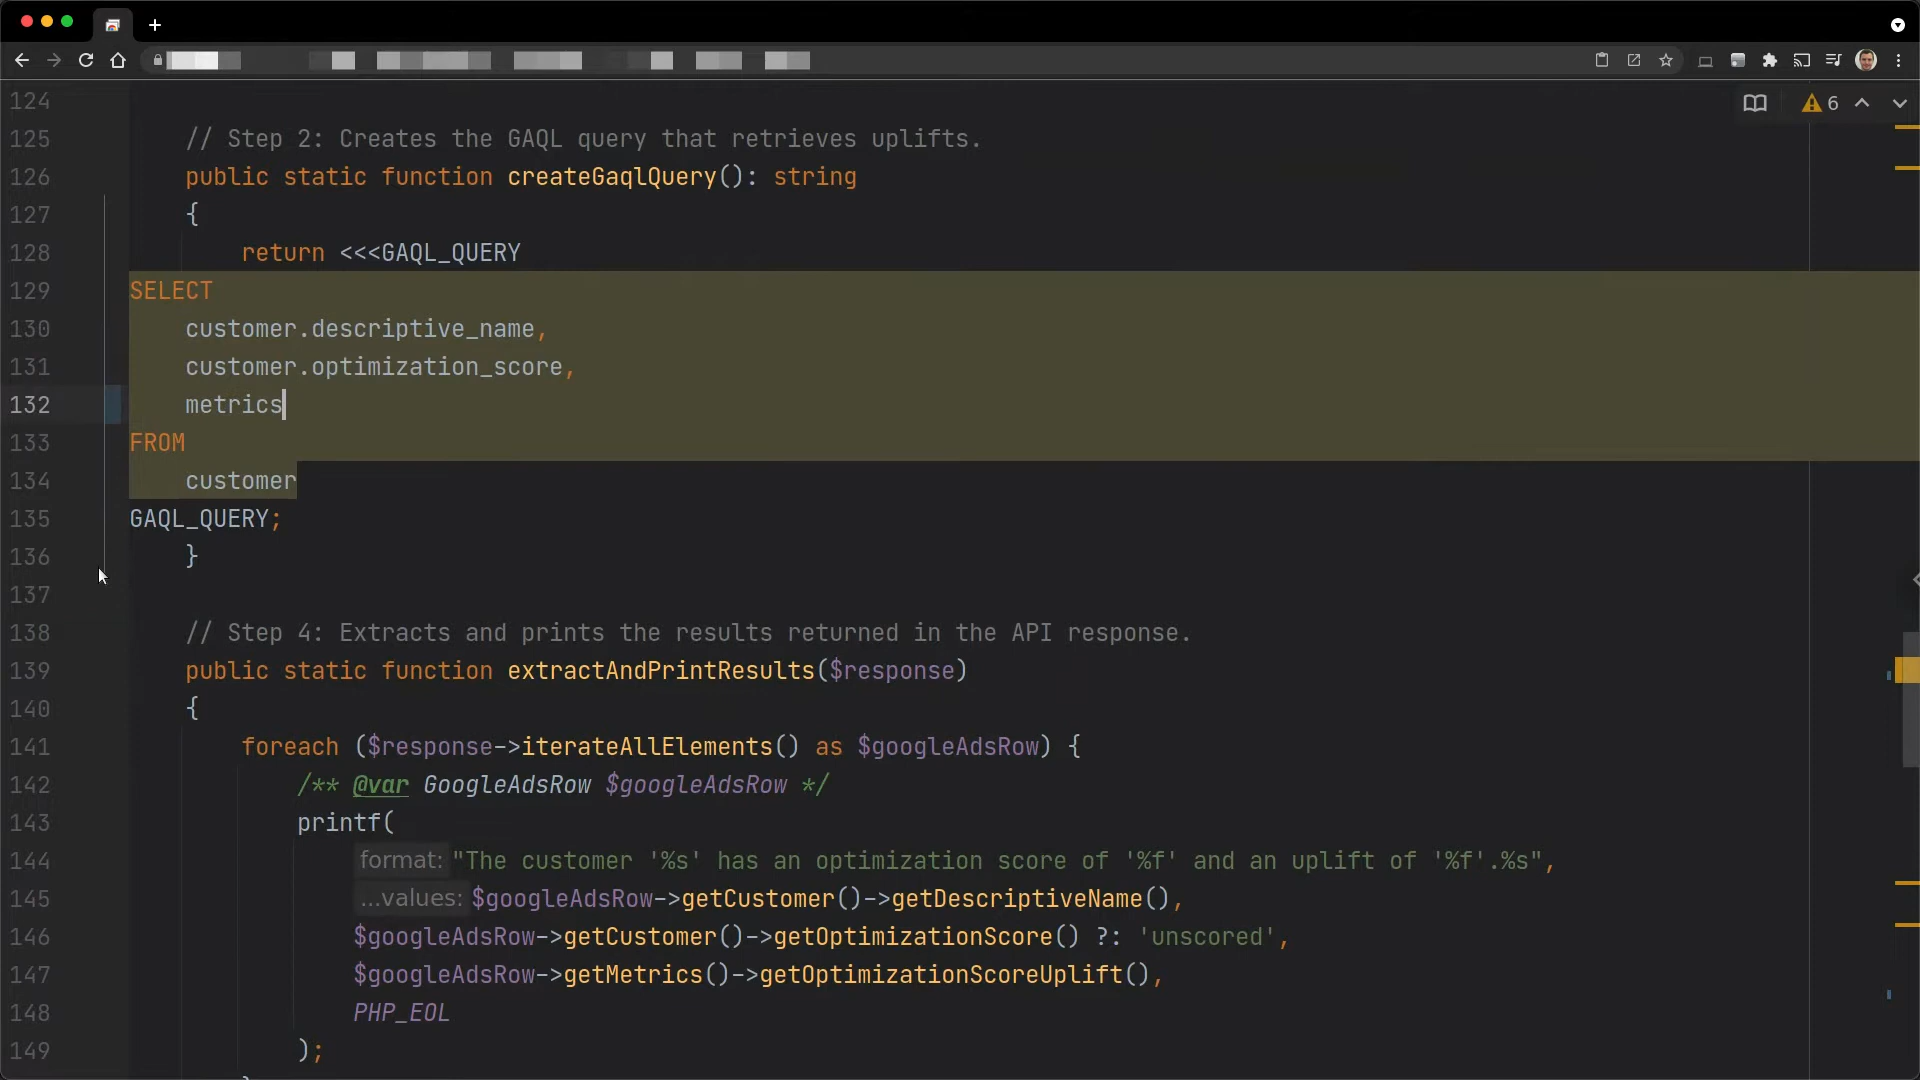 6
124
125 // Step 2: Creates the GAQL query that retrieves uplifts.
126 public static function createGaqlQuery(): string
127 {
128 return <<<GAQL_QUERY
129 SELECT
130 customer.descriptive_name,
131 customer.optimization_score,
132 metrics
133 FROM
134 customer
135 GAQL_QUERY;
136 }
137
138 // Step 4: Extracts and prints the results returned in the API response.
139 public static function extractAndPrintResults($response)
140 {
141 foreach ($response->iterateAllElements() as $googleAdsRow) {
142 /** @var GoogleAdsRow $googleAdsRow */
143 printf(
144 format: "The customer '%s' has an optimization score of '%f' and an uplift of '%f'.%s",
145 ...values: $googleAdsRow->getCustomer()->getDescriptiveName(),
146 $googleAdsRow->getCustomer()->getOptimizationScore() ?: 'unscored',
147 $googleAdsRow->getMetrics()->getOptimizationScoreUplift(),
148 PHP_EOL
149 );